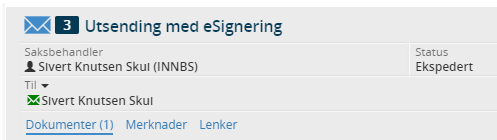 3 Utsending med eSignering
Saksbehandler
Sivert Knutsen Skui (INNBS)
Status
Ekspedert
Til
Sivert Knutsen Skui
Dokumenter (1) Merknader Lenker